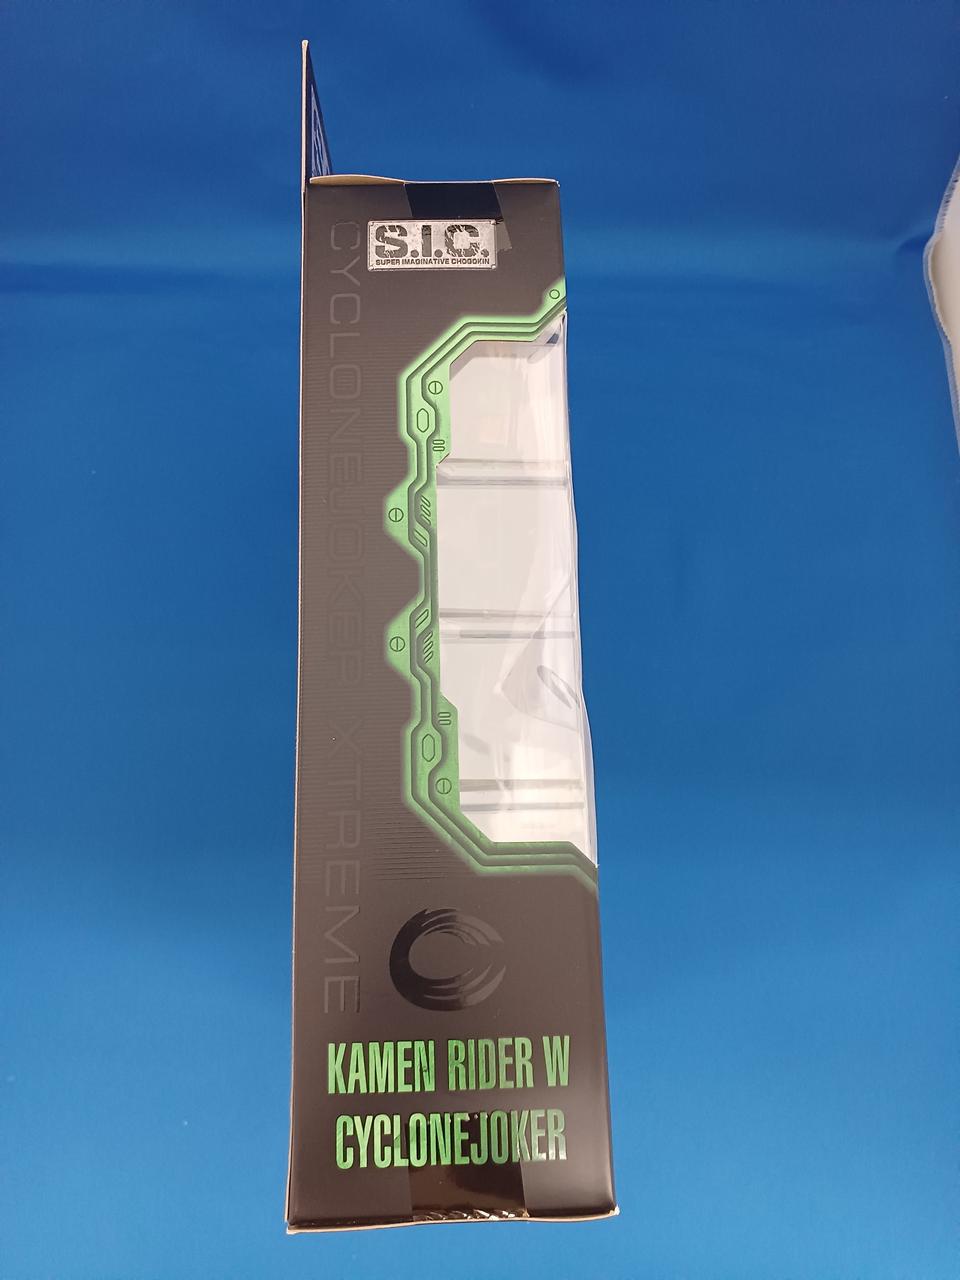 S.I.C.
SUPER IMAGINATIVE CHOGOKIN
CYCLONEJOKER XTREME
KAMEN RIDER W
CYCLONEJOKER